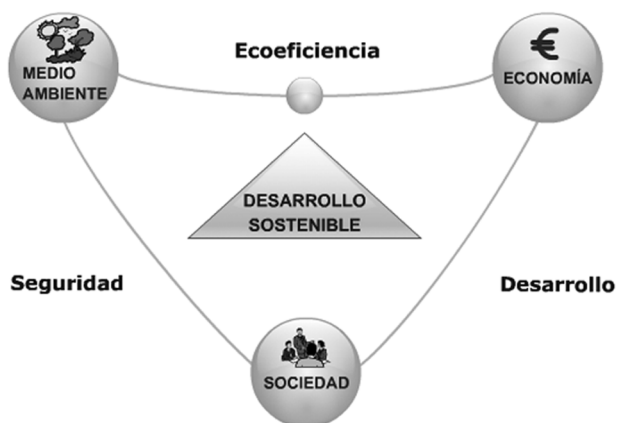 Ecoeficiencia
MEDIO
AMBIENTE
€
ECONOMÍA
DESARROLLO
SOSTENIBLE
Seguridad
Desarrollo
SOCIEDAD